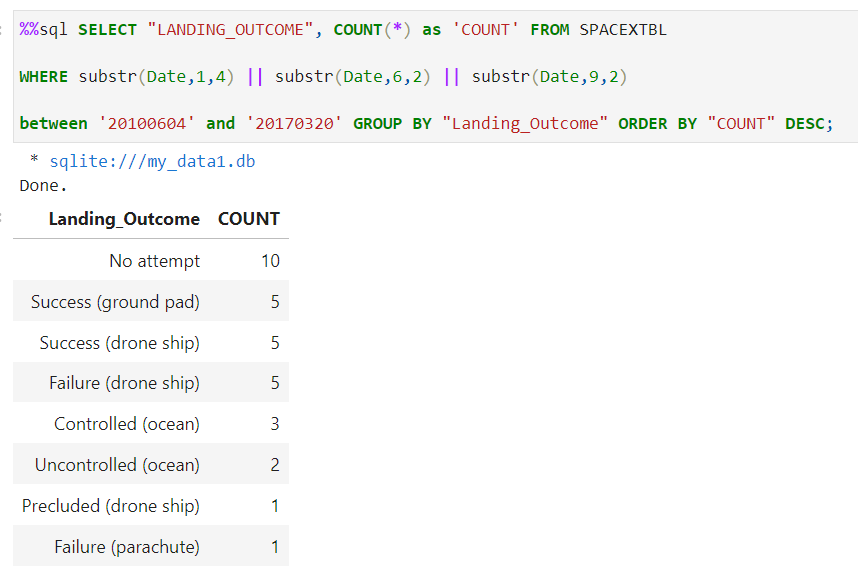 %%sql SELECT "LANDING_OUTCOME", COUNT(*) as 'COUNT' FROM SPACEXTBL
WHERE substr(Date,1,4) || substr(Date,6,2) || substr(Date,9,2)
between '20100604' and '20170320' GROUP BY "Landing_Outcome" ORDER BY "COUNT" DESC;
* sqlite:///my_data1.db
Done.
Landing_Outcome COUNT
No attempt 10
Success (ground pad) 5
Success (drone ship) 5
Failure (drone ship) 5
Controlled (ocean) 3
Uncontrolled (ocean) 2
Precluded (drone ship) 1
Failure (parachute) 1